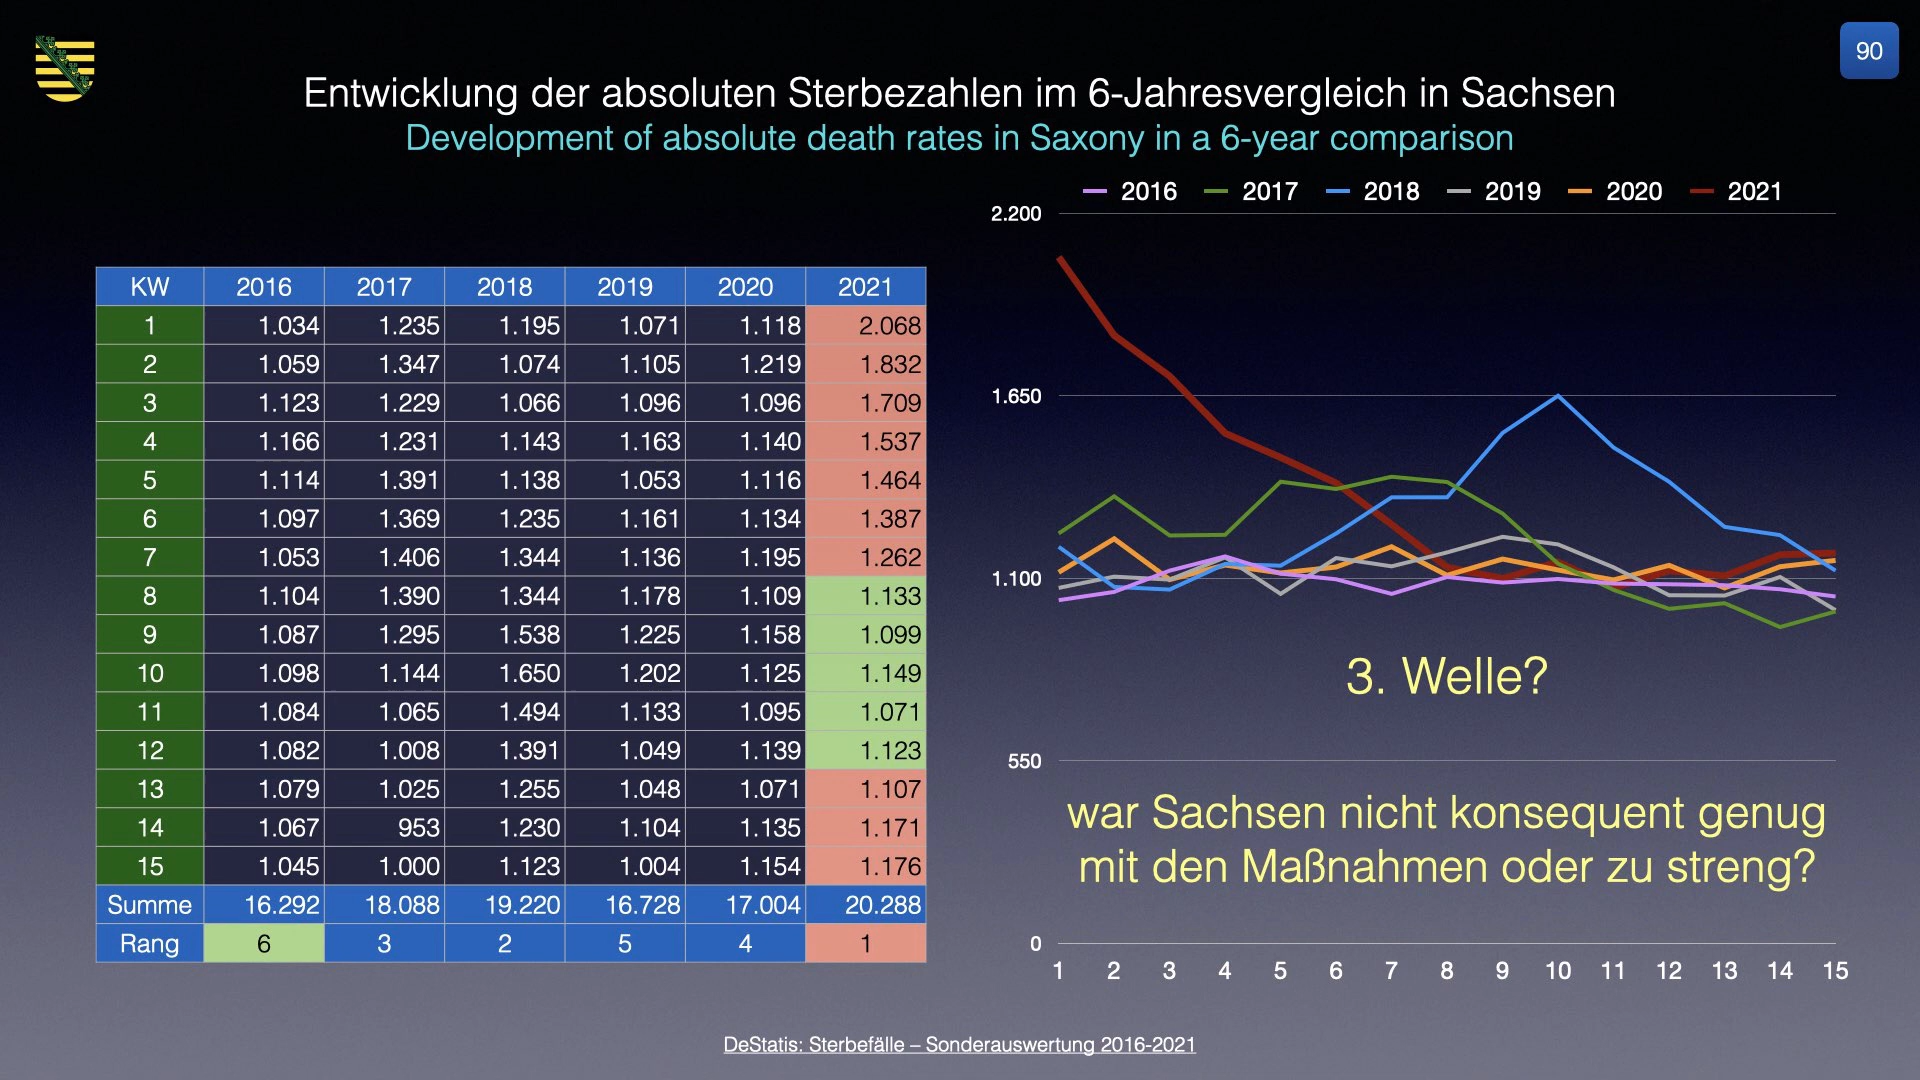 90
Entwicklung der absoluten Sterbezahlen im 6-Jahresvergleich in Sachsen
Development of absolute death rates in Saxony in a 6-year comparison
KW 2016 2017 2018 2019 2020 2021
1 1.034 1.235 1.195 1.071 1.118 2.068
2 1.059 1.347 1.074 1.105 1.219 1.832
3 1.123 1.229 1.066 1.096 1.096 1.709
4 1.166 1.231 1.143 1.163 1.140 1.537
5 1.114 1.391 1.138 1.053 1.116 1.464
6 1.097 1.369 1.235 1.161 1.134 1.387
7 1.053 1.406 1.344 1.136 1.195 1.262
8 1.104 1.390 1.344 1.178 1.109 1.133
9 1.087 1.295 1.538 1.225 1.158 1.099
10 1.098 1.144 1.650 1.202 1.125 1.149
11 1.084 1.065 1.494 1.133 1.095 1.071
12 1.082 1.008 1.391 1.049 1.139 1.123
13 1.079 1.025 1.255 1.048 1.071 1.107
14 1.067 953 1.230 1.104 1.135 1.171
15 1.045 1.000 1.123 1.004 1.154 1.176
Summe 16.292 18.088 19.220 16.728 17.004 20.288
Rang 6 3 2 5 4 1
2016 2017 2018 2019 2020 2021
2.200
1.650
1.100
550
0
1 2 3 4 5 6 7 8 9 10 11 12 13 14 15
3. Welle?
war Sachsen nicht konsequent genug
mit den Maßnahmen oder zu streng?
DeStatis: Sterbefälle – Sonderauswertung 2016-2021